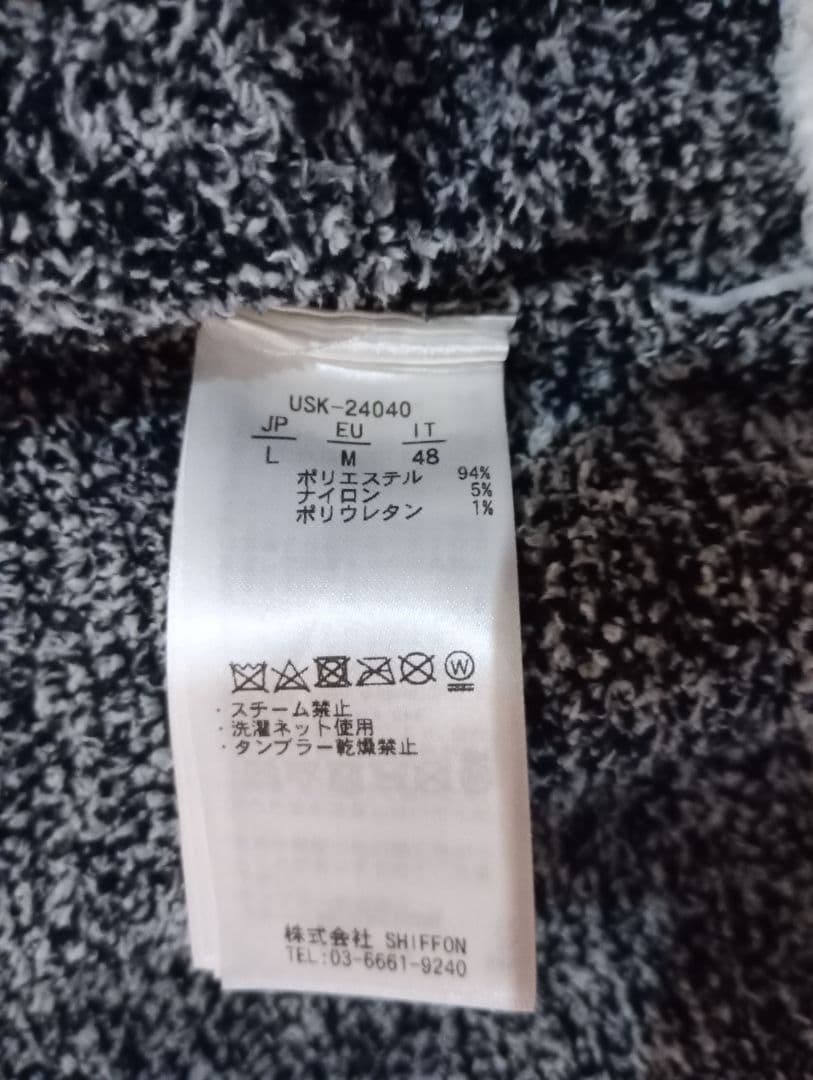 USK-24040
JP EU IT
L M 48
ポリエステル 94%
ナイロン 5%
ポリウレタン 1%
W
・スチーム禁止
・洗濯ネット使用
・タンブラー乾燥禁止
株式会社 SHIFFON
TEL:03-6661-9240